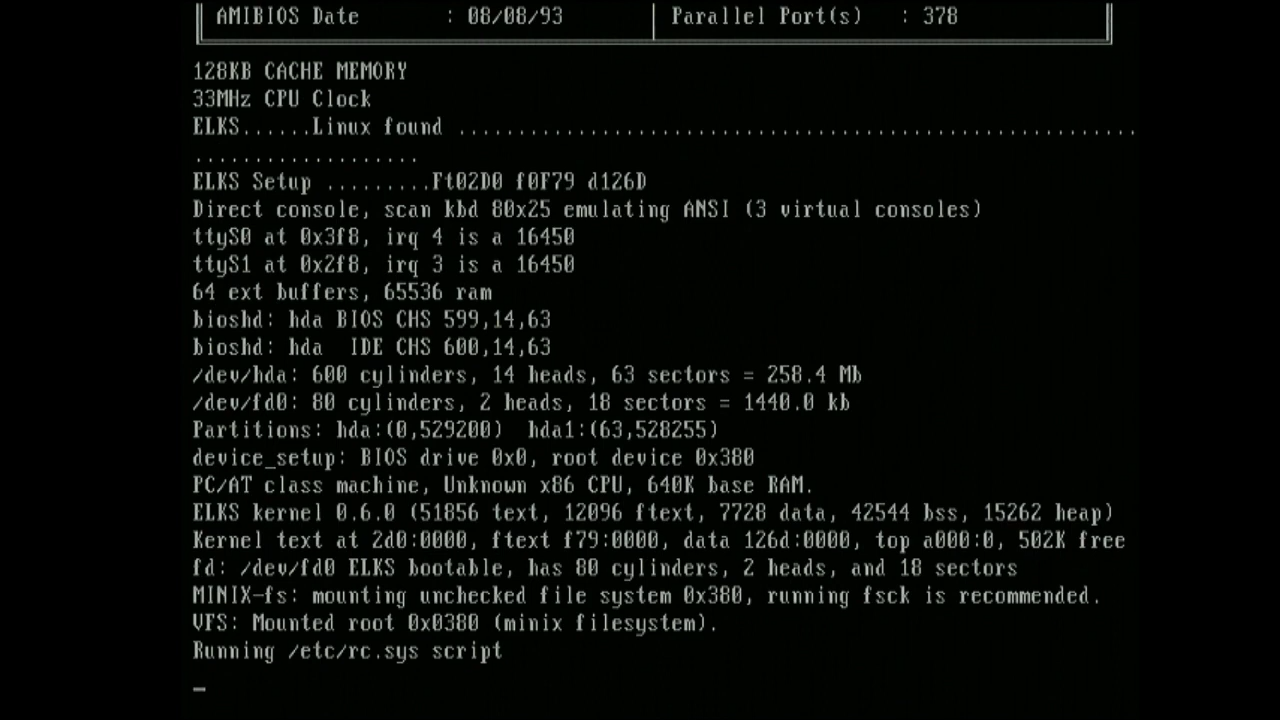 AMIBIOS Date : 08/08/93 Parallel Port(s) : 378
128KB CACHE MEMORY
33MHz CPU Clock
ELKS......Linux found .........................................................
...................
ELKS Setup .........Ft02D0 f0F79 d126D
Direct console, scan kbd 80x25 emulating ANSI (3 virtual consoles)
ttyS0 at 0x3f8, irq 4 is a 16450
ttyS1 at 0x2f8, irq 3 is a 16450
64 ext buffers, 65536 ram
bioshd: hda BIOS CHS 599,14,63
bioshd: hda  IDE CHS 600,14,63
/dev/hda: 600 cylinders, 14 heads, 63 sectors = 258.4 Mb
/dev/fd0: 80 cylinders, 2 heads, 18 sectors = 1440.0 kb
Partitions: hda:(0,529200)  hda1:(63,528255)
device_setup: BIOS drive 0x0, root device 0x380
PC/AT class machine, Unknown x86 CPU, 640K base RAM.
ELKS kernel 0.6.0 (51856 text, 12096 ftext, 7728 data, 42544 bss, 15262 heap)
Kernel text at 2d0:0000, ftext f79:0000, data 126d:0000, top a000:0, 502K free
fd: /dev/fd0 ELKS bootable, has 80 cylinders, 2 heads, and 18 sectors
MINIX-fs: mounting unchecked file system 0x380, running fsck is recommended.
VFS: Mounted root 0x0380 (minix filesystem).
Running /etc/rc.sys script
_